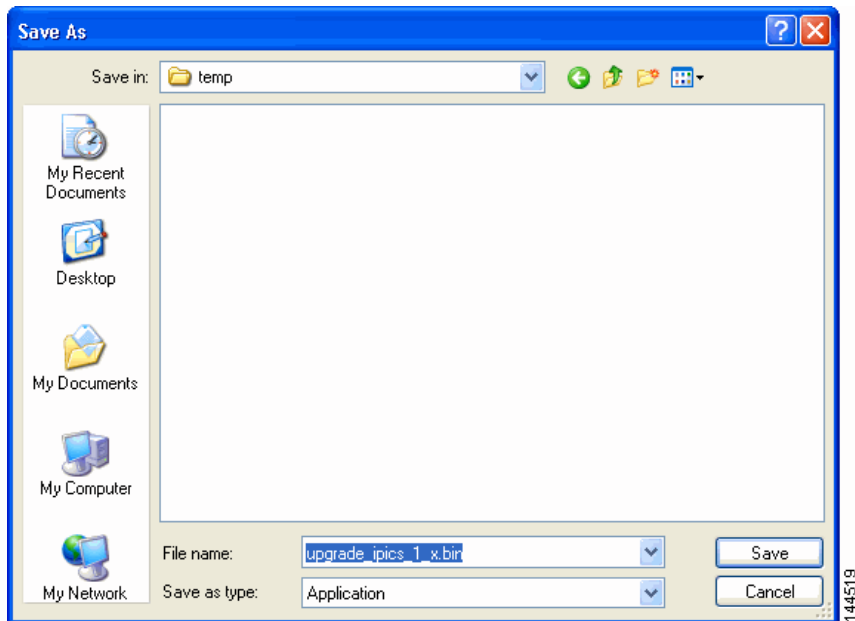 Save As
Save in: temp
My Recent
Documents
Desktop
My Documents
My Computer
My Network
File name: upgrade_ipics_1_x.bin Save
Save as type: Application Cancel
144519